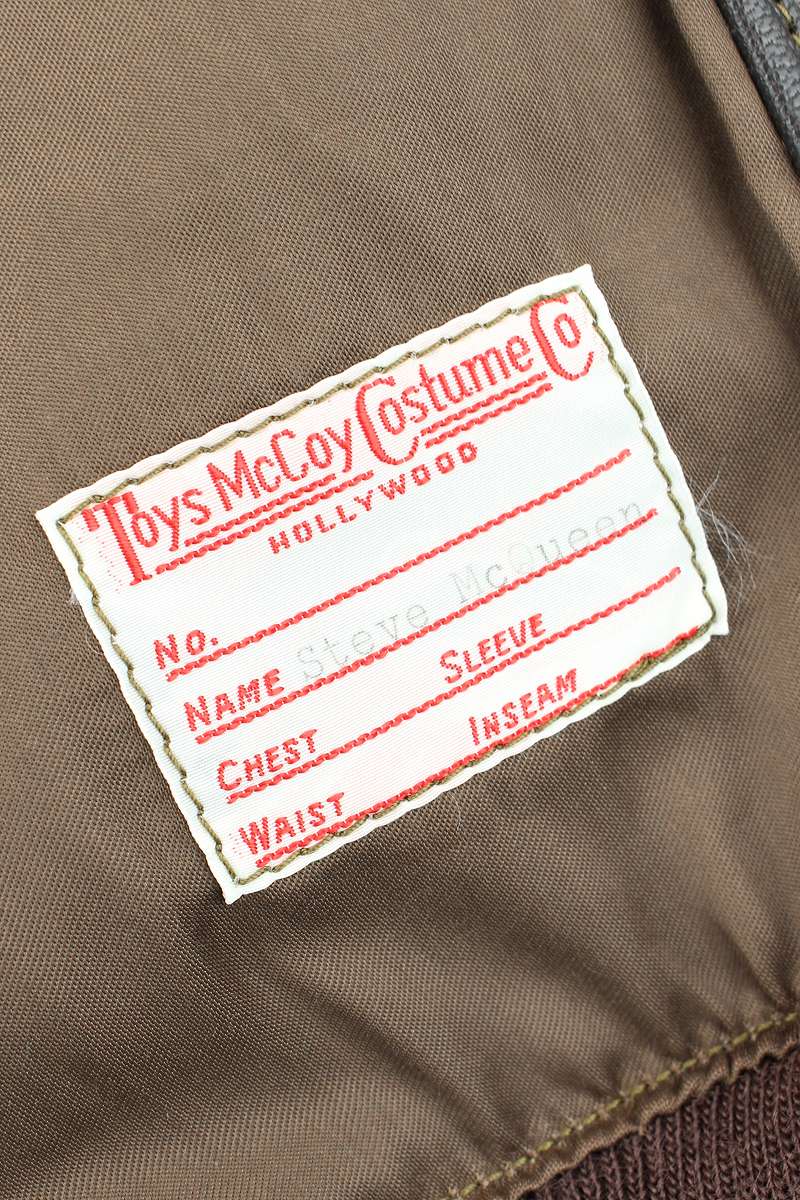 Toys McCoy Costume Co
HOLLYWOOD
No.
NAME Steve McQueen
CHEST SLEEVE
WAIST INSEAM